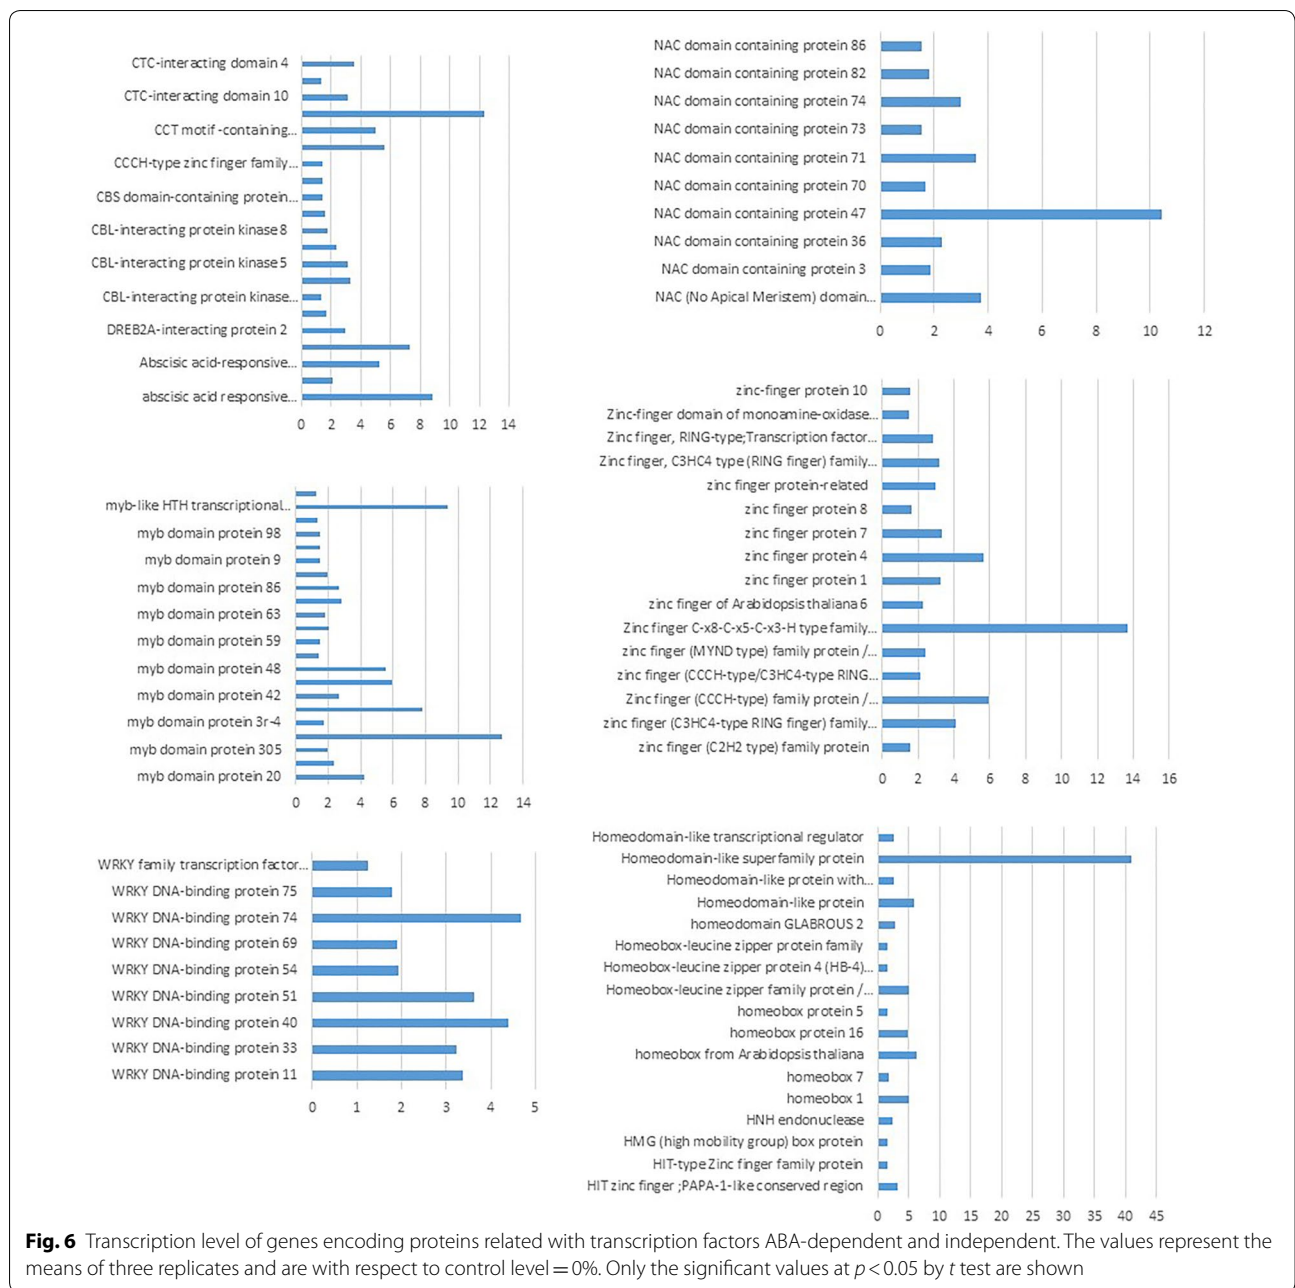 CTC-interacting domain 4
CTC-interacting domain 10
CCT motif -containing...
CCCH-type zinc finger family...
CBS domain-containing protein...
CBL-interacting protein kinase 8
CBL-interacting protein kinase 5
CBL-interacting protein kinase...
DREB2A-interacting protein 2
Abscisic acid-responsive...
abscisic acid responsive...
0 2 4 6 8 10 12 14
NAC domain containing protein 86
NAC domain containing protein 82
NAC domain containing protein 74
NAC domain containing protein 73
NAC domain containing protein 71
NAC domain containing protein 70
NAC domain containing protein 47
NAC domain containing protein 36
NAC domain containing protein 3
NAC (No Apical Meristem) domain...
0 2 4 6 8 10 12
myb-like HTH transcriptional...
myb domain protein 98
myb domain protein 9
myb domain protein 86
myb domain protein 63
myb domain protein 59
myb domain protein 48
myb domain protein 42
myb domain protein 3r-4
myb domain protein 305
myb domain protein 20
0 2 4 6 8 10 12 14
zinc-finger protein 10
Zinc-finger domain of monoamine-oxidase...
Zinc finger, RING-type;Transcription factor...
Zinc finger, C3HC4 type (RING finger) family...
zinc finger protein-related
zinc finger protein 8
zinc finger protein 7
zinc finger protein 4
zinc finger protein 1
zinc finger of Arabidopsis thaliana 6
Zinc finger C-x8-C-x5-C-x3-H type family...
zinc finger (MYND type) family protein /...
zinc finger (CCCH-type/C3HC4-type RING...
Zinc finger (CCCH-type) family protein /...
zinc finger (C3HC4-type RING finger) family...
zinc finger (C2H2 type) family protein
0 2 4 6 8 10 12 14 16
WRKY family transcription factor...
WRKY DNA-binding protein 75
WRKY DNA-binding protein 74
WRKY DNA-binding protein 69
WRKY DNA-binding protein 54
WRKY DNA-binding protein 51
WRKY DNA-binding protein 40
WRKY DNA-binding protein 33
WRKY DNA-binding protein 11
0 1 2 3 4 5
Homeodomain-like transcriptional regulator
Homeodomain-like superfamily protein
Homeodomain-like protein with...
Homeodomain-like protein
homeodomain GLABROUS 2
Homeobox-leucine zipper protein family
Homeobox-leucine zipper protein 4 (HB-4)...
Homeobox-leucine zipper family protein /...
homeobox protein 5
homeobox protein 16
homeobox from Arabidopsis thaliana
homeobox 7
homeobox 1
HNH endonuclease
HMG (high mobility group) box protein
HIT-type Zinc finger family protein
HIT zinc finger ;PAPA-1-like conserved region
0 5 10 15 20 25 30 35 40 45
Fig. 6 Transcription level of genes encoding proteins related with transcription factors ABA-dependent and independent. The values represent the
means of three replicates and are with respect to control level = 0%. Only the significant values at p < 0.05 by t test are shown